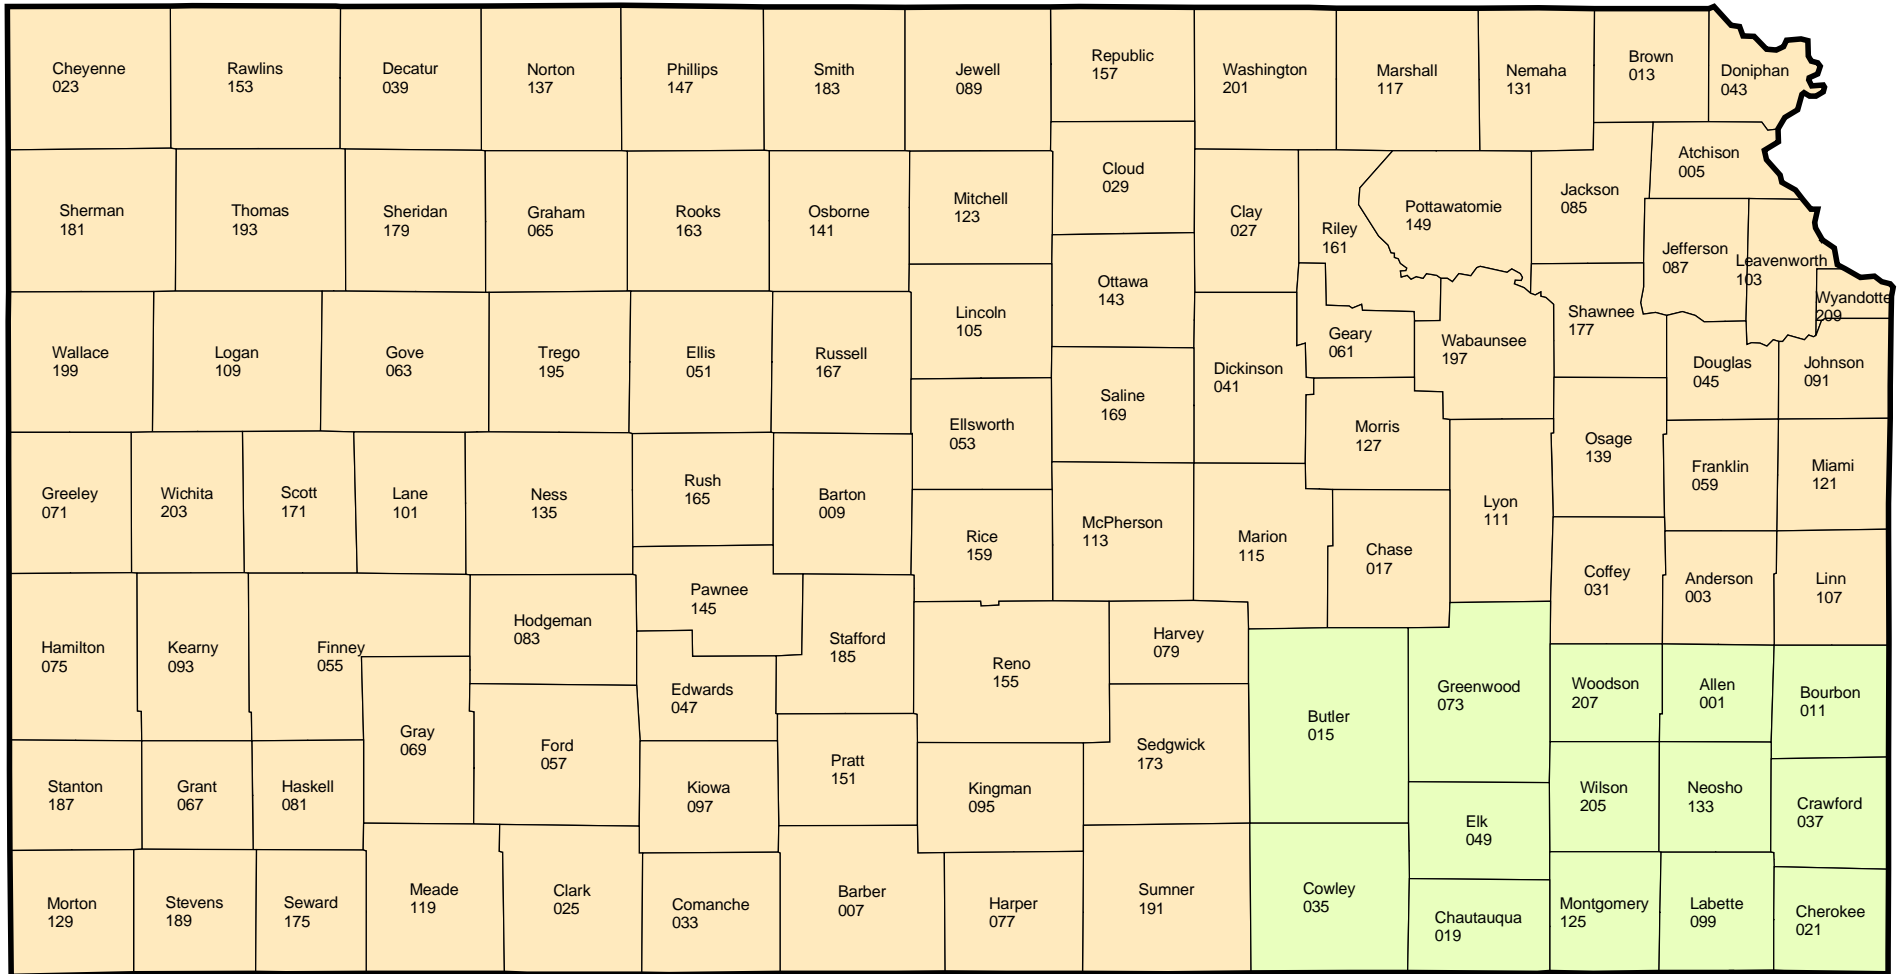 Cheyenne
023
Rawlins
153
Decatur
039
Norton
137
Phillips
147
Smith
183
Jewell
089
Republic
157
Washington
201
Marshall
117
Nemaha
131
Brown
013
Doniphan
043
Sherman
181
Thomas
193
Sheridan
179
Graham
065
Rooks
163
Osborne
141
Mitchell
123
Cloud
029
Clay
027
Riley
161
Pottawatomie
149
Jackson
085
Atchison
005
Jefferson
087
Leavenworth
103
Wyandotte
209
Lincoln
105
Ottawa
143
Wallace
199
Logan
109
Gove
063
Trego
195
Ellis
051
Russell
167
Ellsworth
053
Saline
169
Dickinson
041
Geary
061
Wabaunsee
197
Shawnee
177
Douglas
045
Johnson
091
Morris
127
Osage
139
Franklin
059
Miami
121
Greeley
071
Wichita
203
Scott
171
Lane
101
Ness
135
Rush
165
Barton
009
Rice
159
McPherson
113
Marion
115
Chase
017
Lyon
111
Coffey
031
Anderson
003
Linn
107
Hamilton
075
Kearny
093
Finney
055
Hodgeman
083
Pawnee
145
Stafford
185
Reno
155
Harvey
079
Edwards
047
Gray
069
Ford
057
Pratt
151
Sedgwick
173
Butler
015
Greenwood
073
Woodson
207
Allen
001
Bourbon
011
Stanton
187
Grant
067
Haskell
081
Kiowa
097
Kingman
095
Elk
049
Wilson
205
Neosho
133
Crawford
037
Morton
129
Stevens
189
Seward
175
Meade
119
Clark
025
Comanche
033
Barber
007
Harper
077
Sumner
191
Cowley
035
Chautauqua
019
Montgomery
125
Labette
099
Cherokee
021